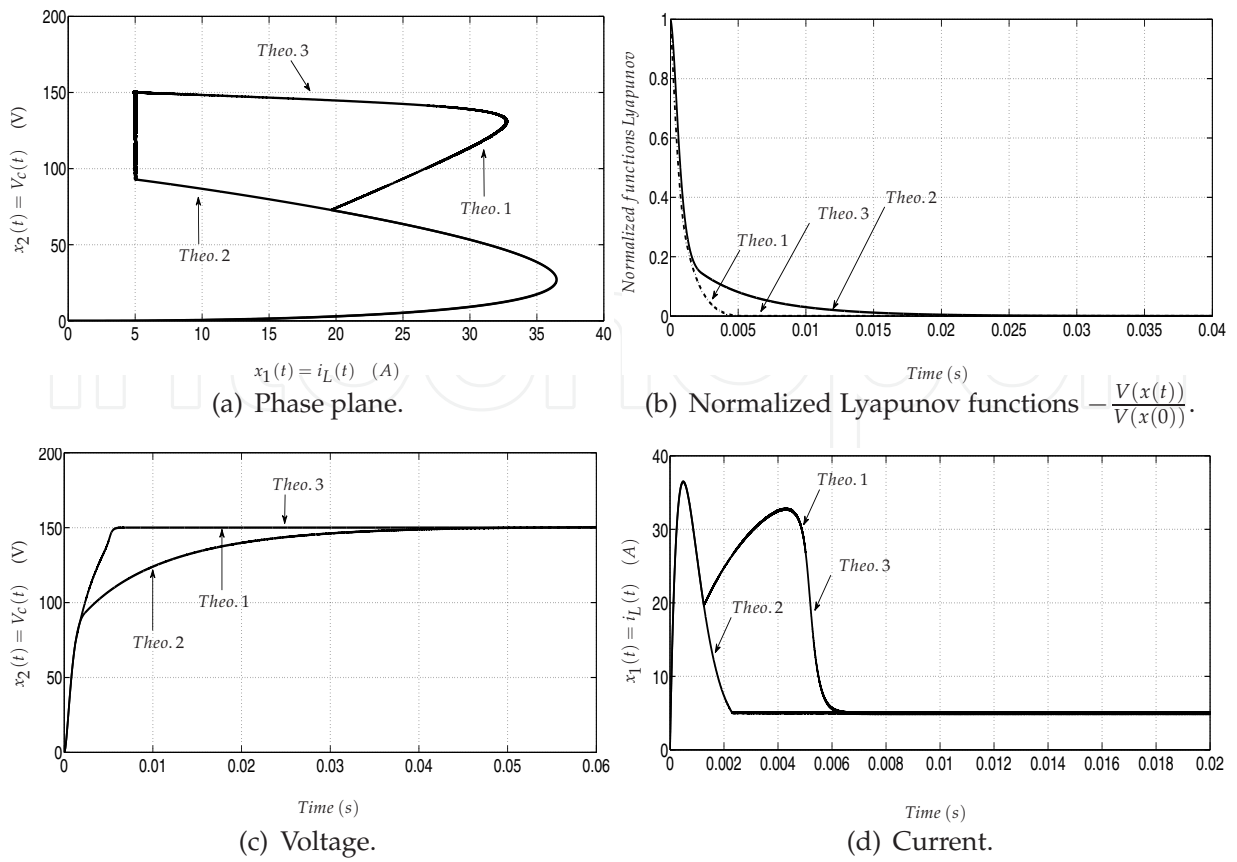 200
150
100
50
0
x2(t) = Vc(t) (V)
Theo. 3
Theo. 1
Theo. 2
0 5 10 15 20 25 30 35 40
x1(t) = iL(t) (A)
(a) Phase plane.
1
0.8
0.6
0.4
0.2
0
Normalized functions Lyapunov
Theo. 2
Theo. 3
Theo. 1
0 0.005 0.01 0.015 0.02 0.025 0.03 0.035 0.04
Time (s)
(b) Normalized Lyapunov functions −V(x(t))/V(x(0)).
200
150
100
50
0
x2(t) = Vc(t) (V)
Theo. 3
Theo. 1
Theo. 2
0 0.01 0.02 0.03 0.04 0.05 0.06
Time (s)
(c) Voltage.
40
30
20
10
0
x1(t) = iL(t) (A)
Theo. 1
Theo. 3
Theo. 2
0 0.002 0.004 0.006 0.008 0.01 0.012 0.014 0.016 0.018 0.02
Time (s)
(d) Current.